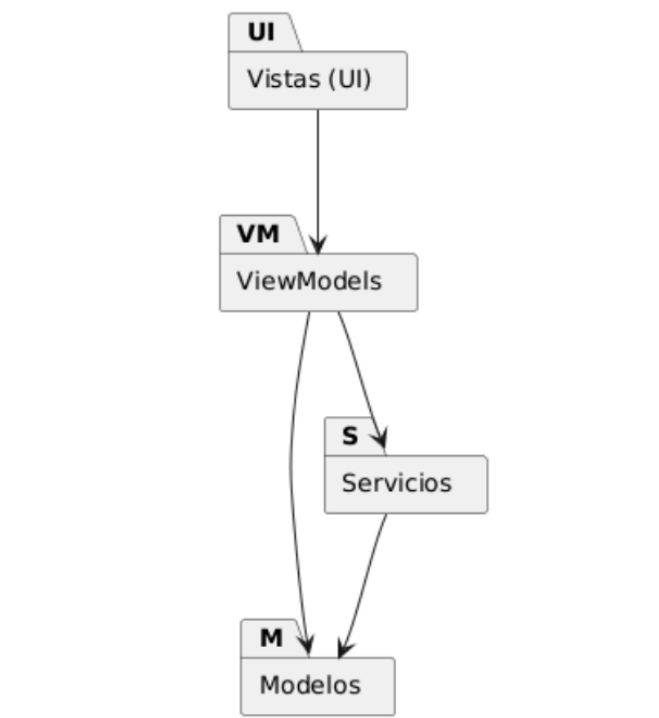 UI
Vistas (UI)
VM
ViewModels
S
Servicios
M
Modelos